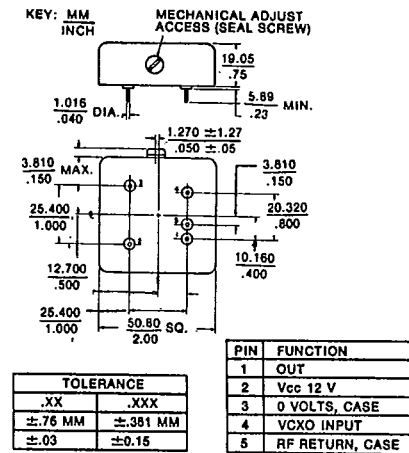 KEY: MM
INCH
MECHANICAL ADJUST
ACCESS (SEAL SCREW)
19.05
.75
1.016
.040 DIA.
5.89
.23 MIN.
1.270 ±1.27
.050 ±.05
3.810
.150 MAX.
3.810
.150
25.400
1.000
20.320
.800
12.700
.500
10.160
.400
25.400
1.000
50.80
2.00 SQ.
TOLERANCE
.XX .XXX
±.76 MM ±.381 MM
±.03 ±0.15
PIN FUNCTION
1 OUT
2 Vcc 12 V
3 0 VOLTS, CASE
4 VCXO INPUT
5 RF RETURN, CASE